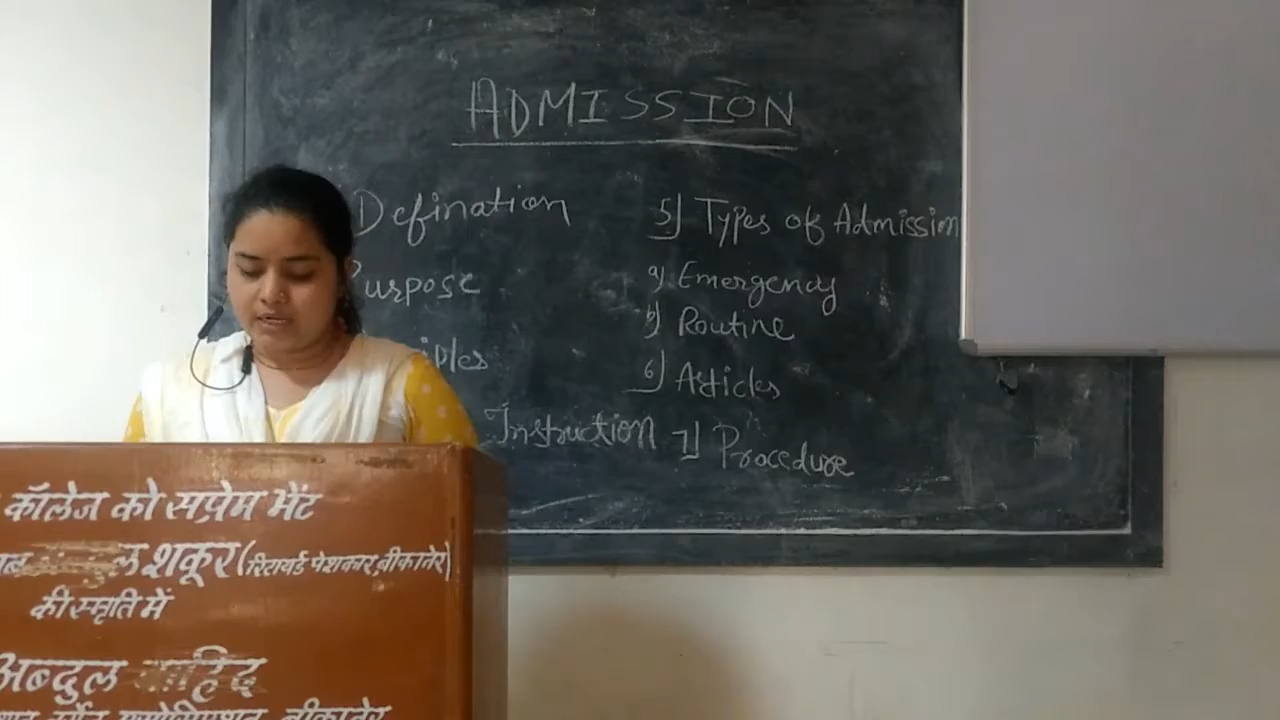 ADMISSION
Defination
urpose
iples
Instruction
5) Types of Admission
a) Emergency
b) Routine
6) Articles
7) Procedure
कॉलेज को सप्रेम भेंट
शकूर (रिटायर्ड पेशकार, बीकानेर)
की स्मृति में
अब्दुल वाहिद
बीकानेर